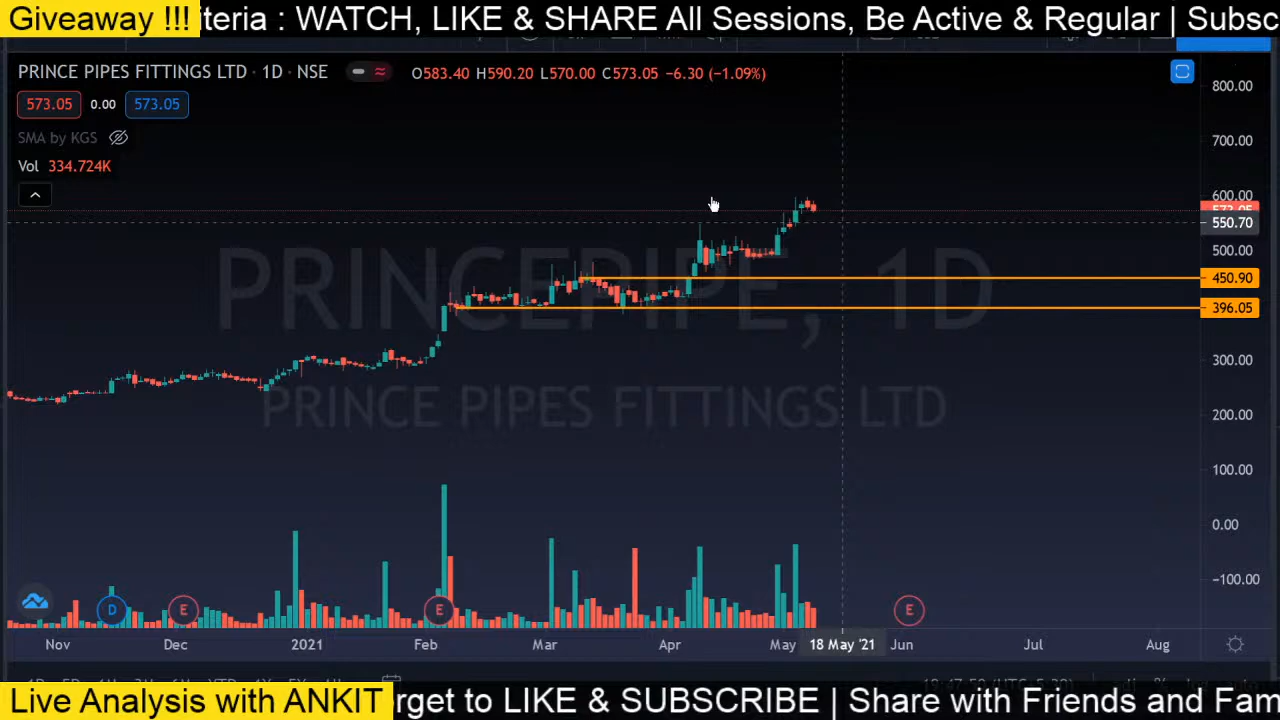 Giveaway !!! iteria : WATCH, LIKE & SHARE All Sessions, Be Active & Regular | Subsc
PRINCE PIPES FITTINGS LTD · 1D · NSE O583.40 H590.20 L570.00 C573.05 −6.30 (−1.09%)
573.05 0.00 573.05
SMA by KGS
Vol 334.724K
800.00
700.00
600.00
573.05
550.70
500.00
450.90
396.05
300.00
200.00
100.00
0.00
−100.00
PRINCEPIPE, 1D
PRINCE PIPES FITTINGS LTD
D E E E
Nov Dec 2021 Feb Mar Apr May 18 May '21 Jun Jul Aug
Live Analysis with ANKIT rget to LIKE & SUBSCRIBE | Share with Friends and Fam